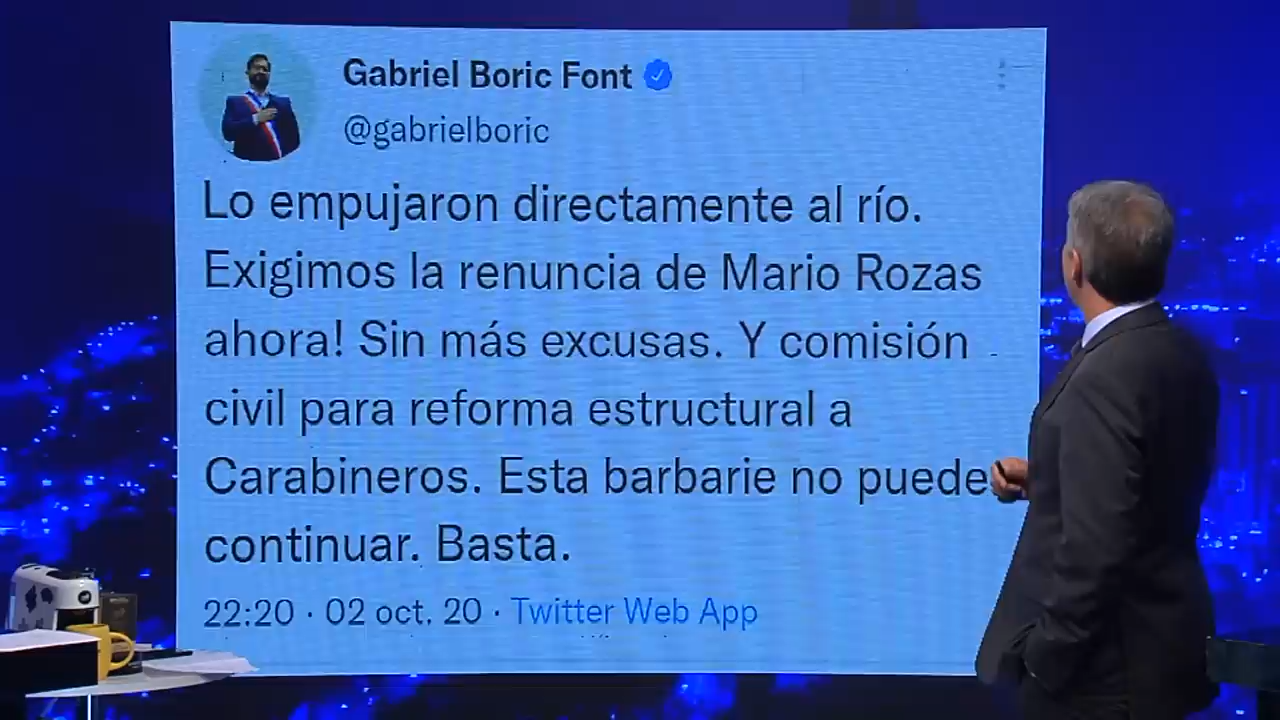 Gabriel Boric Font
@gabrielboric
Lo empujaron directamente al río.
Exigimos la renuncia de Mario Rozas
ahora! Sin más excusas. Y comisión
civil para reforma estructural a
Carabineros. Esta barbarie no puede
continuar. Basta.
22:20 · 02 oct. 20 · Twitter Web App